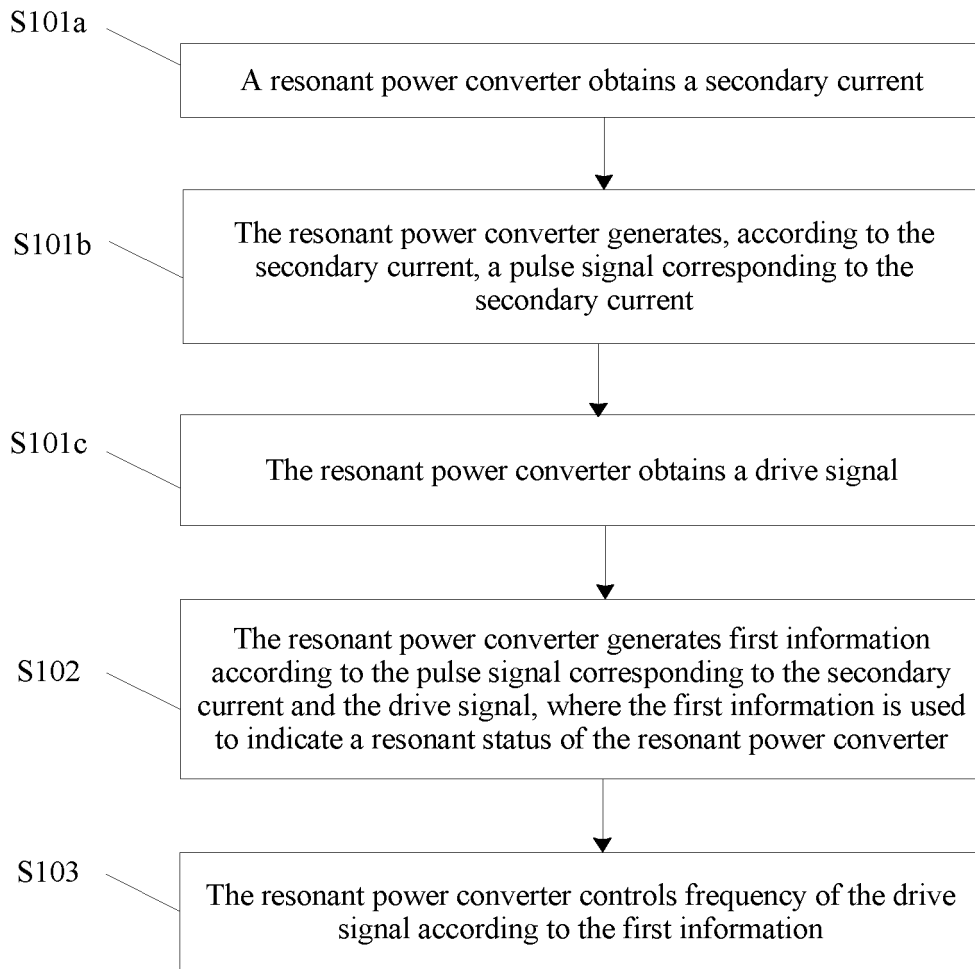 S101a
A resonant power converter obtains a secondary current
S101b
The resonant power converter generates, according to the
secondary current, a pulse signal corresponding to the
secondary current
S101c
The resonant power converter obtains a drive signal
S102
The resonant power converter generates first information
according to the pulse signal corresponding to the secondary
current and the drive signal, where the first information is used
to indicate a resonant status of the resonant power converter
S103
The resonant power converter controls frequency of the drive
signal according to the first information